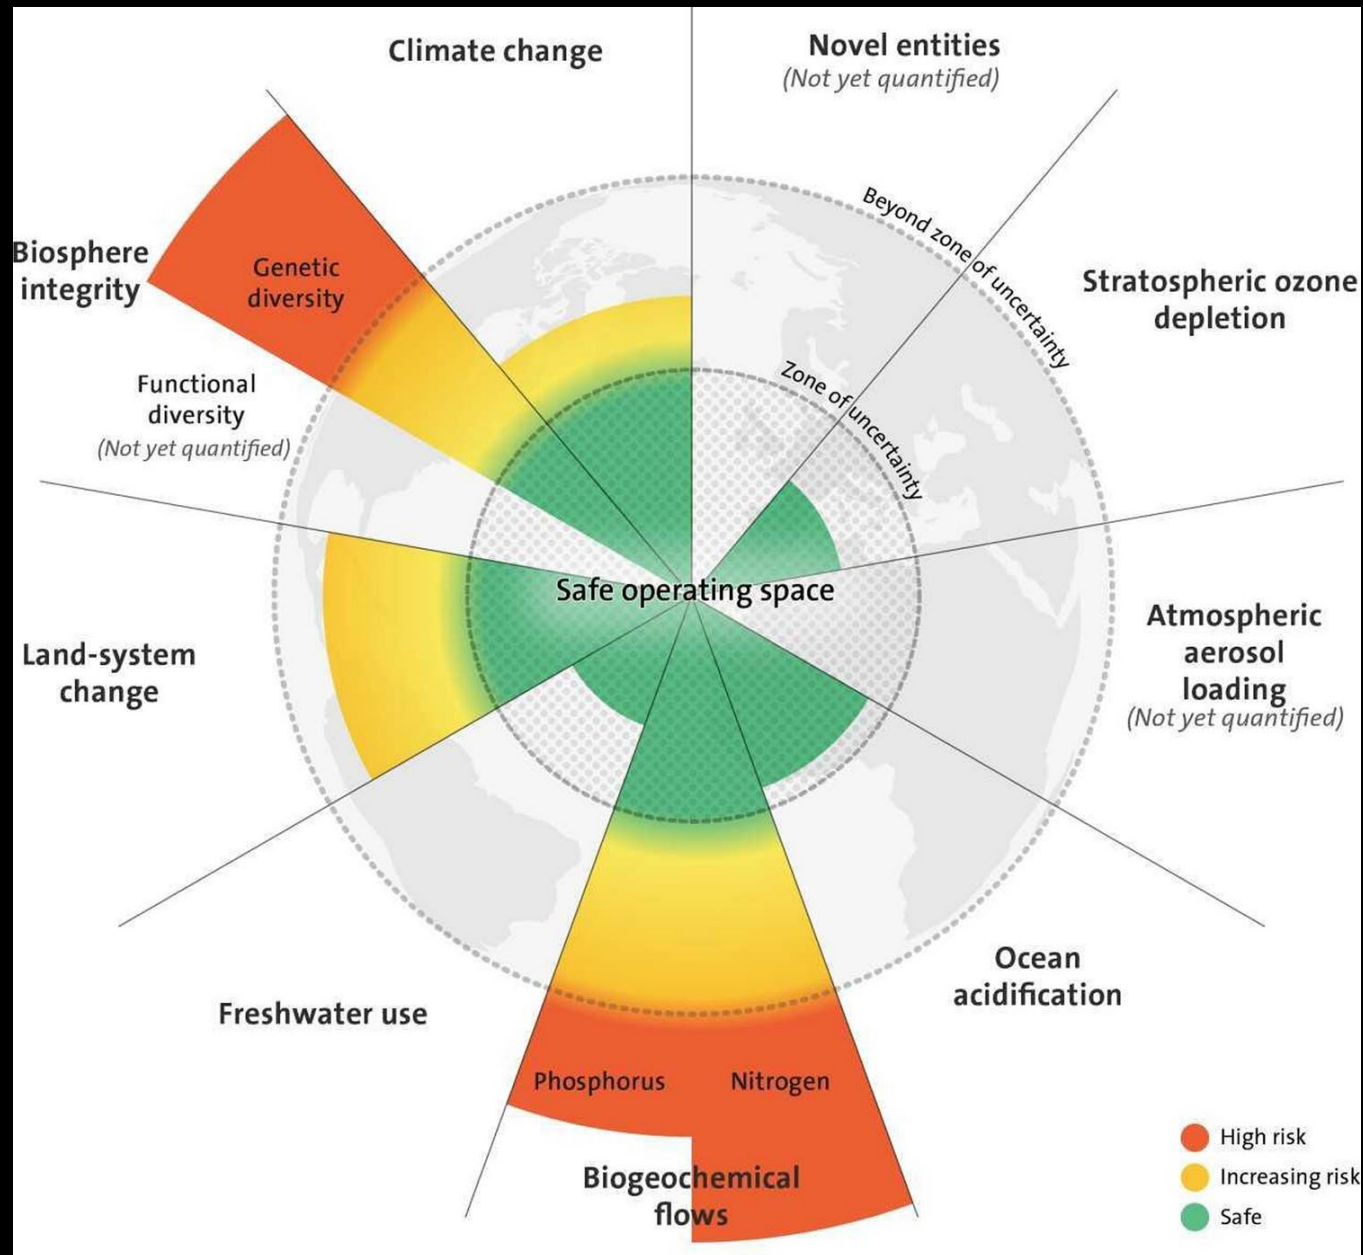 Climate change
Novel entities
(Not yet quantified)
Beyond zone of uncertainty
Biosphere
integrity
Genetic
diversity
Stratospheric ozone
depletion
Zone of uncertainty
Functional
diversity
(Not yet quantified)
Safe operating space
Land-system
change
Atmospheric
aerosol
loading
(Not yet quantified)
Freshwater use
Ocean
acidification
Phosphorus
Nitrogen
Biogeochemical
flows
High risk
Increasing risk
Safe